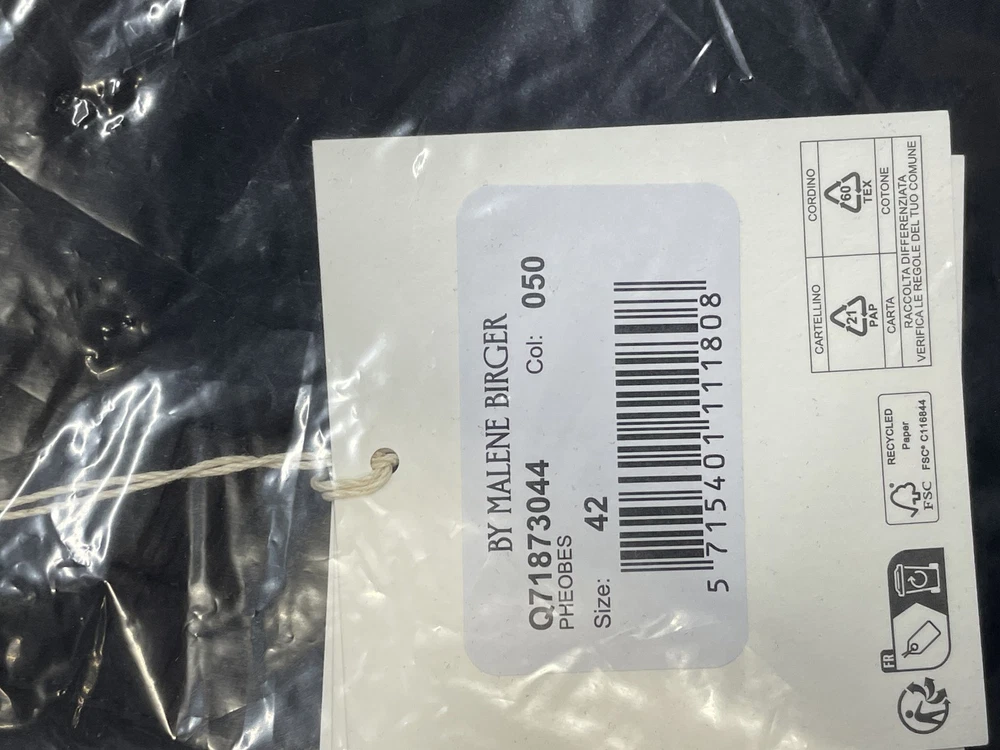 BY MALENE BIRGER
Q71873044 Col: 050
PHEOBES
Size: 42
5 715401 111808
CARTELLINO CORDINO
21 PAP 60 TEX
CARTA COTONE
RACCOLTA DIFFERENZIATA
VERIFICA LE REGOLE DEL TUO COMUNE
RECYCLED
Paper
FSC FSC® C116844
FR